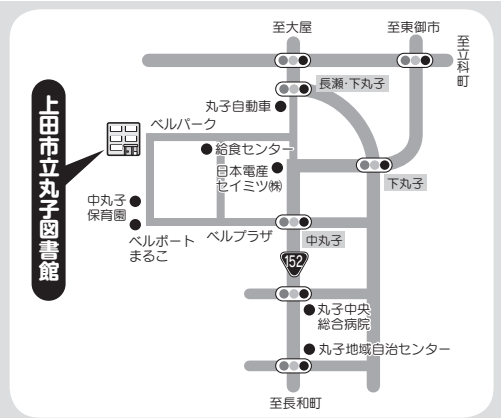 至大屋
至東御市
至立科町
長瀬・下丸子
丸子自動車
ベルパーク
給食センター
日本電産
セイミツ㈱
下丸子
上田市立丸子図書館
中丸子
保育園
ベルポート
まるこ
ベルプラザ
中丸子
152
丸子中央
総合病院
丸子地域自治センター
至長和町